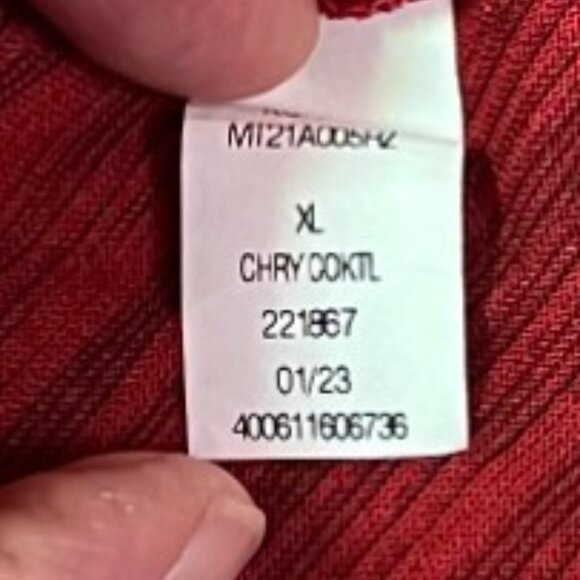 MT21A005HZ
XL
CHRY COKTL
221867
01/23
400611606736